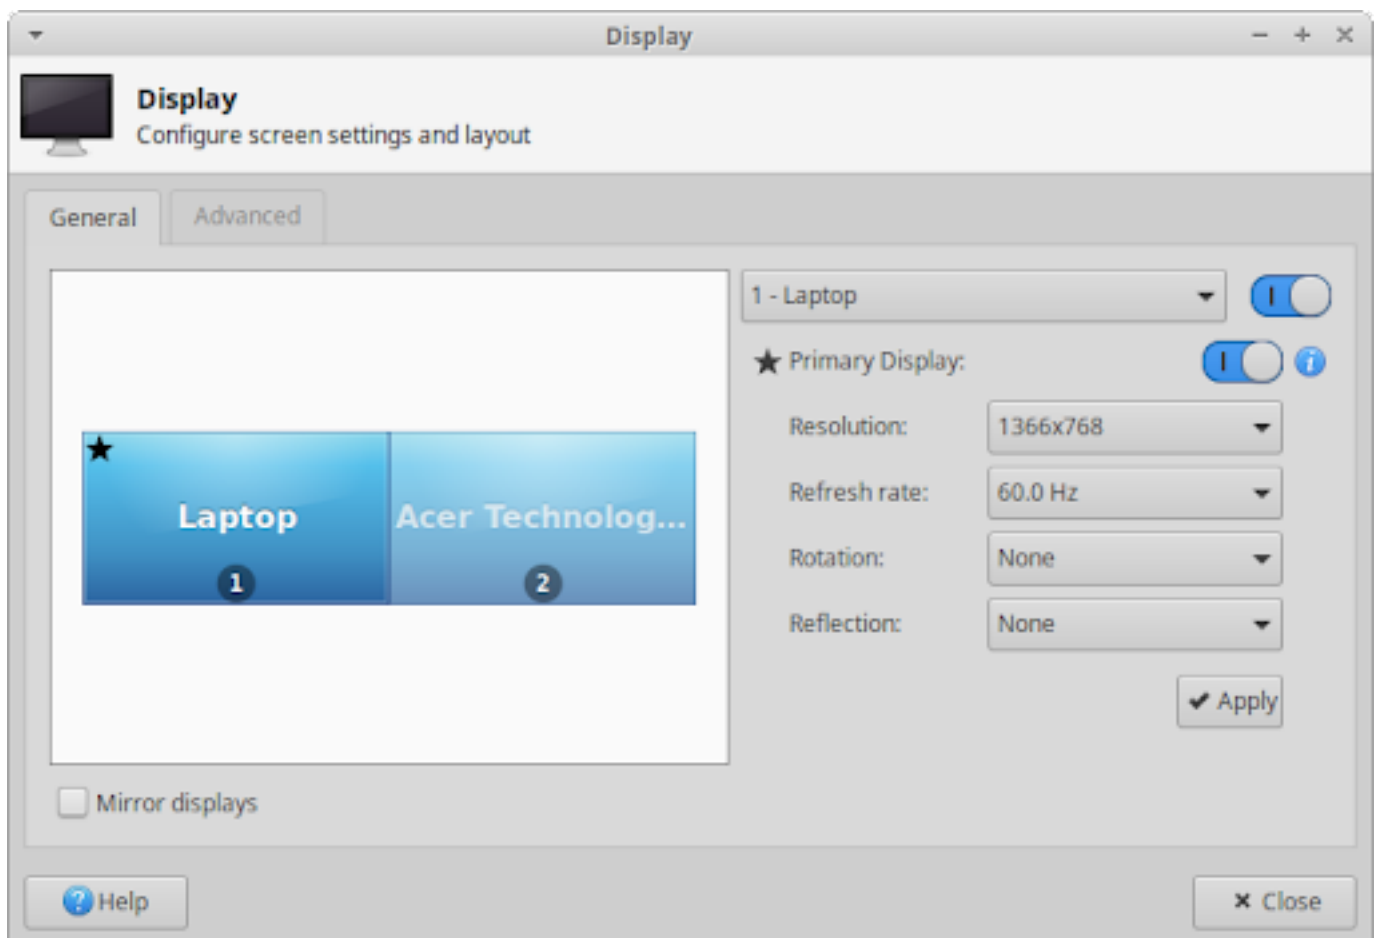 Display
Display
Configure screen settings and layout
General
Advanced
1 - Laptop
★ Primary Display:
Resolution:
1366x768
Refresh rate:
60.0 Hz
Rotation:
None
Reflection:
None
Laptop
1
Acer Technolog...
2
✔ Apply
Mirror displays
Help
Close